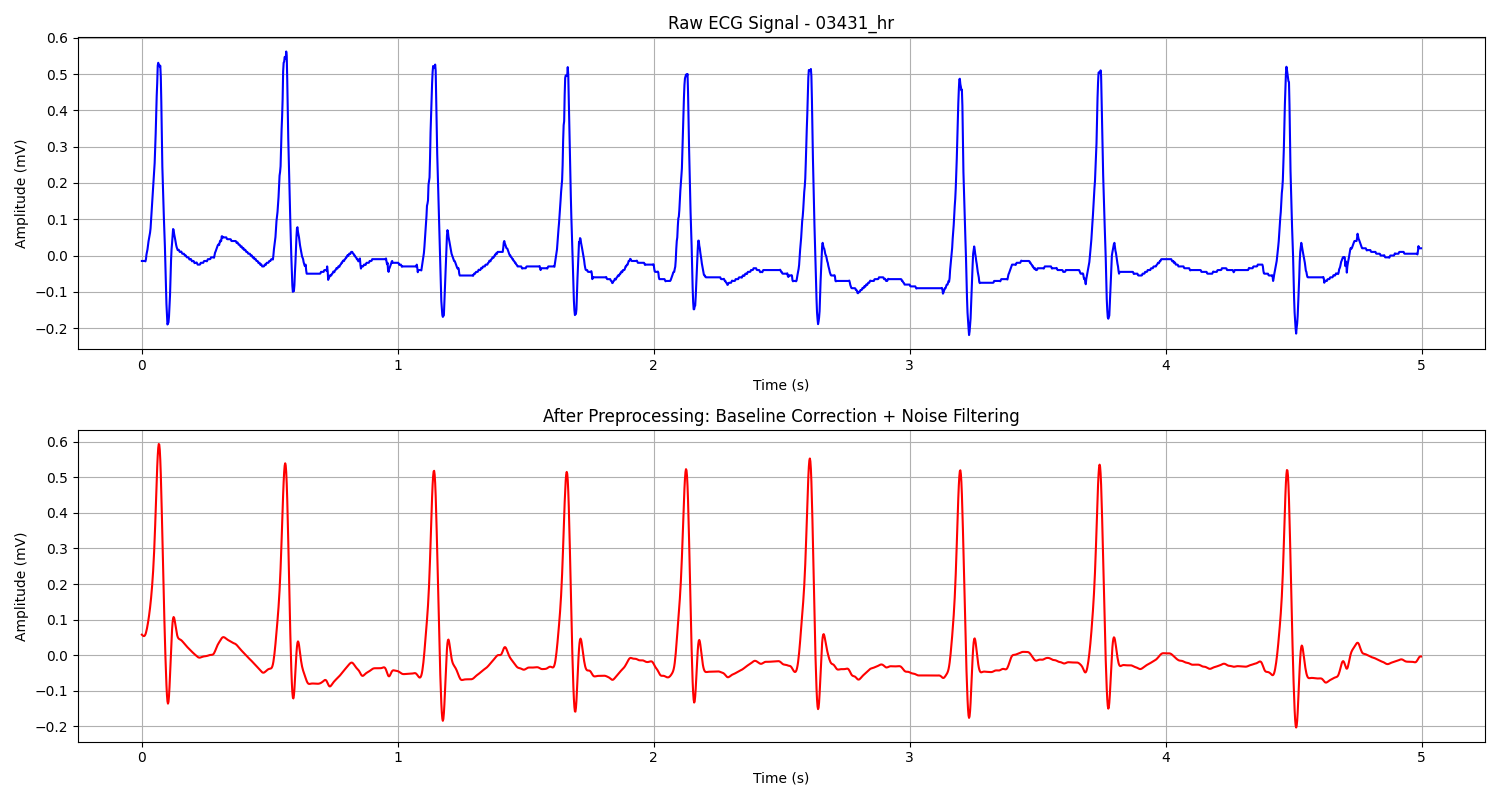 Raw ECG Signal - 03431_hr
Amplitude (mV)
0.6
0.5
0.4
0.3
0.2
0.1
0.0
−0.1
−0.2
0 1 2 3 4 5
Time (s)
After Preprocessing: Baseline Correction + Noise Filtering
Amplitude (mV)
0.6
0.5
0.4
0.3
0.2
0.1
0.0
−0.1
−0.2
0 1 2 3 4 5
Time (s)